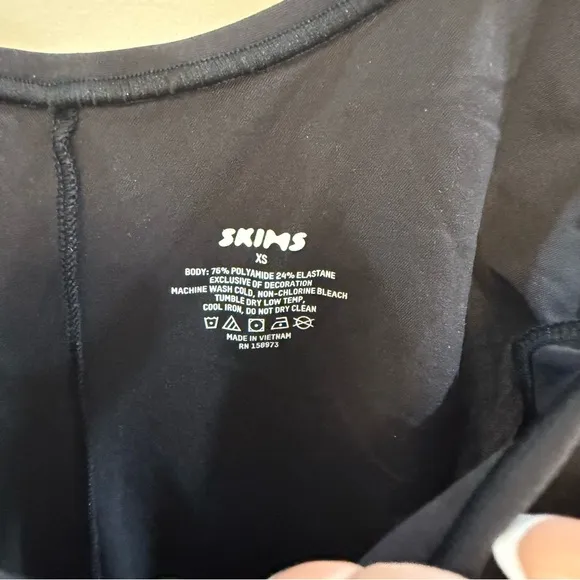 SKIMS
XS
BODY: 76% POLYAMIDE 24% ELASTANE
EXCLUSIVE OF DECORATION
MACHINE WASH COLD, NON-CHLORINE BLEACH
TUMBLE DRY LOW TEMP,
COOL IRON, DO NOT DRY CLEAN
MADE IN VIETNAM
RN 158973